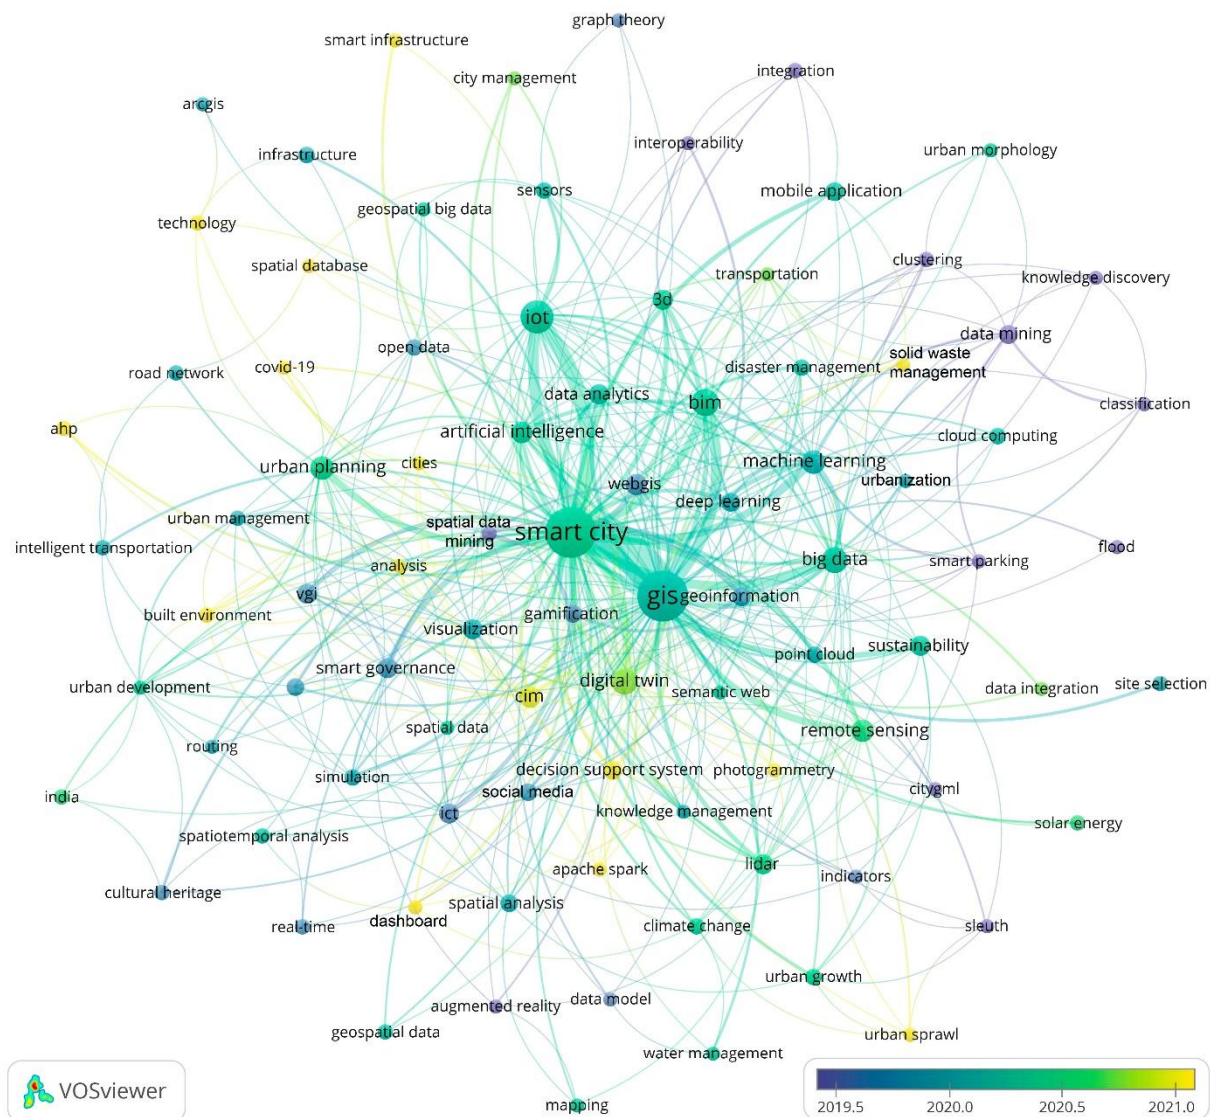 graph theory
smart infrastructure
city management
integration
arcgis
interoperability
infrastructure
urban morphology
sensors
mobile application
geospatial big data
technology
clustering
spatial database
transportation
knowledge discovery
3d
iot
data mining
open data
solid waste
management
covid-19
disaster management
road network
data analytics
bim
classification
ahp
artificial intelligence
cloud computing
urban planning
cities
machine learning
webgis
urbanization
deep learning
urban management
spatial data
mining
smart city
intelligent transportation
flood
analysis
big data
smart parking
vgi
gis
geoinformation
built environment
gamification
visualization
sustainability
point cloud
smart governance
urban development
cim
digital twin
semantic web
data integration
site selection
spatial data
remote sensing
routing
decision support system
photogrammetry
simulation
social media
citygml
india
ict
knowledge management
solar energy
spatiotemporal analysis
apache spark
lidar
indicators
cultural heritage
spatial analysis
dashboard
real-time
climate change
sleuth
urban growth
augmented reality
data model
geospatial data
urban sprawl
water management
mapping
VOSviewer
2019.5 2020.0 2020.5 2021.0